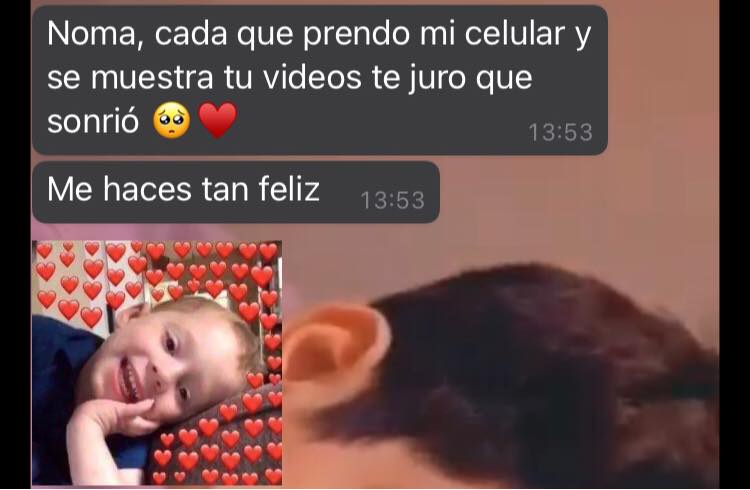 Noma, cada que prendo mi celular y
se muestra tu videos te juro que
sonrió 🥺♥️
13:53
Me haces tan feliz
13:53